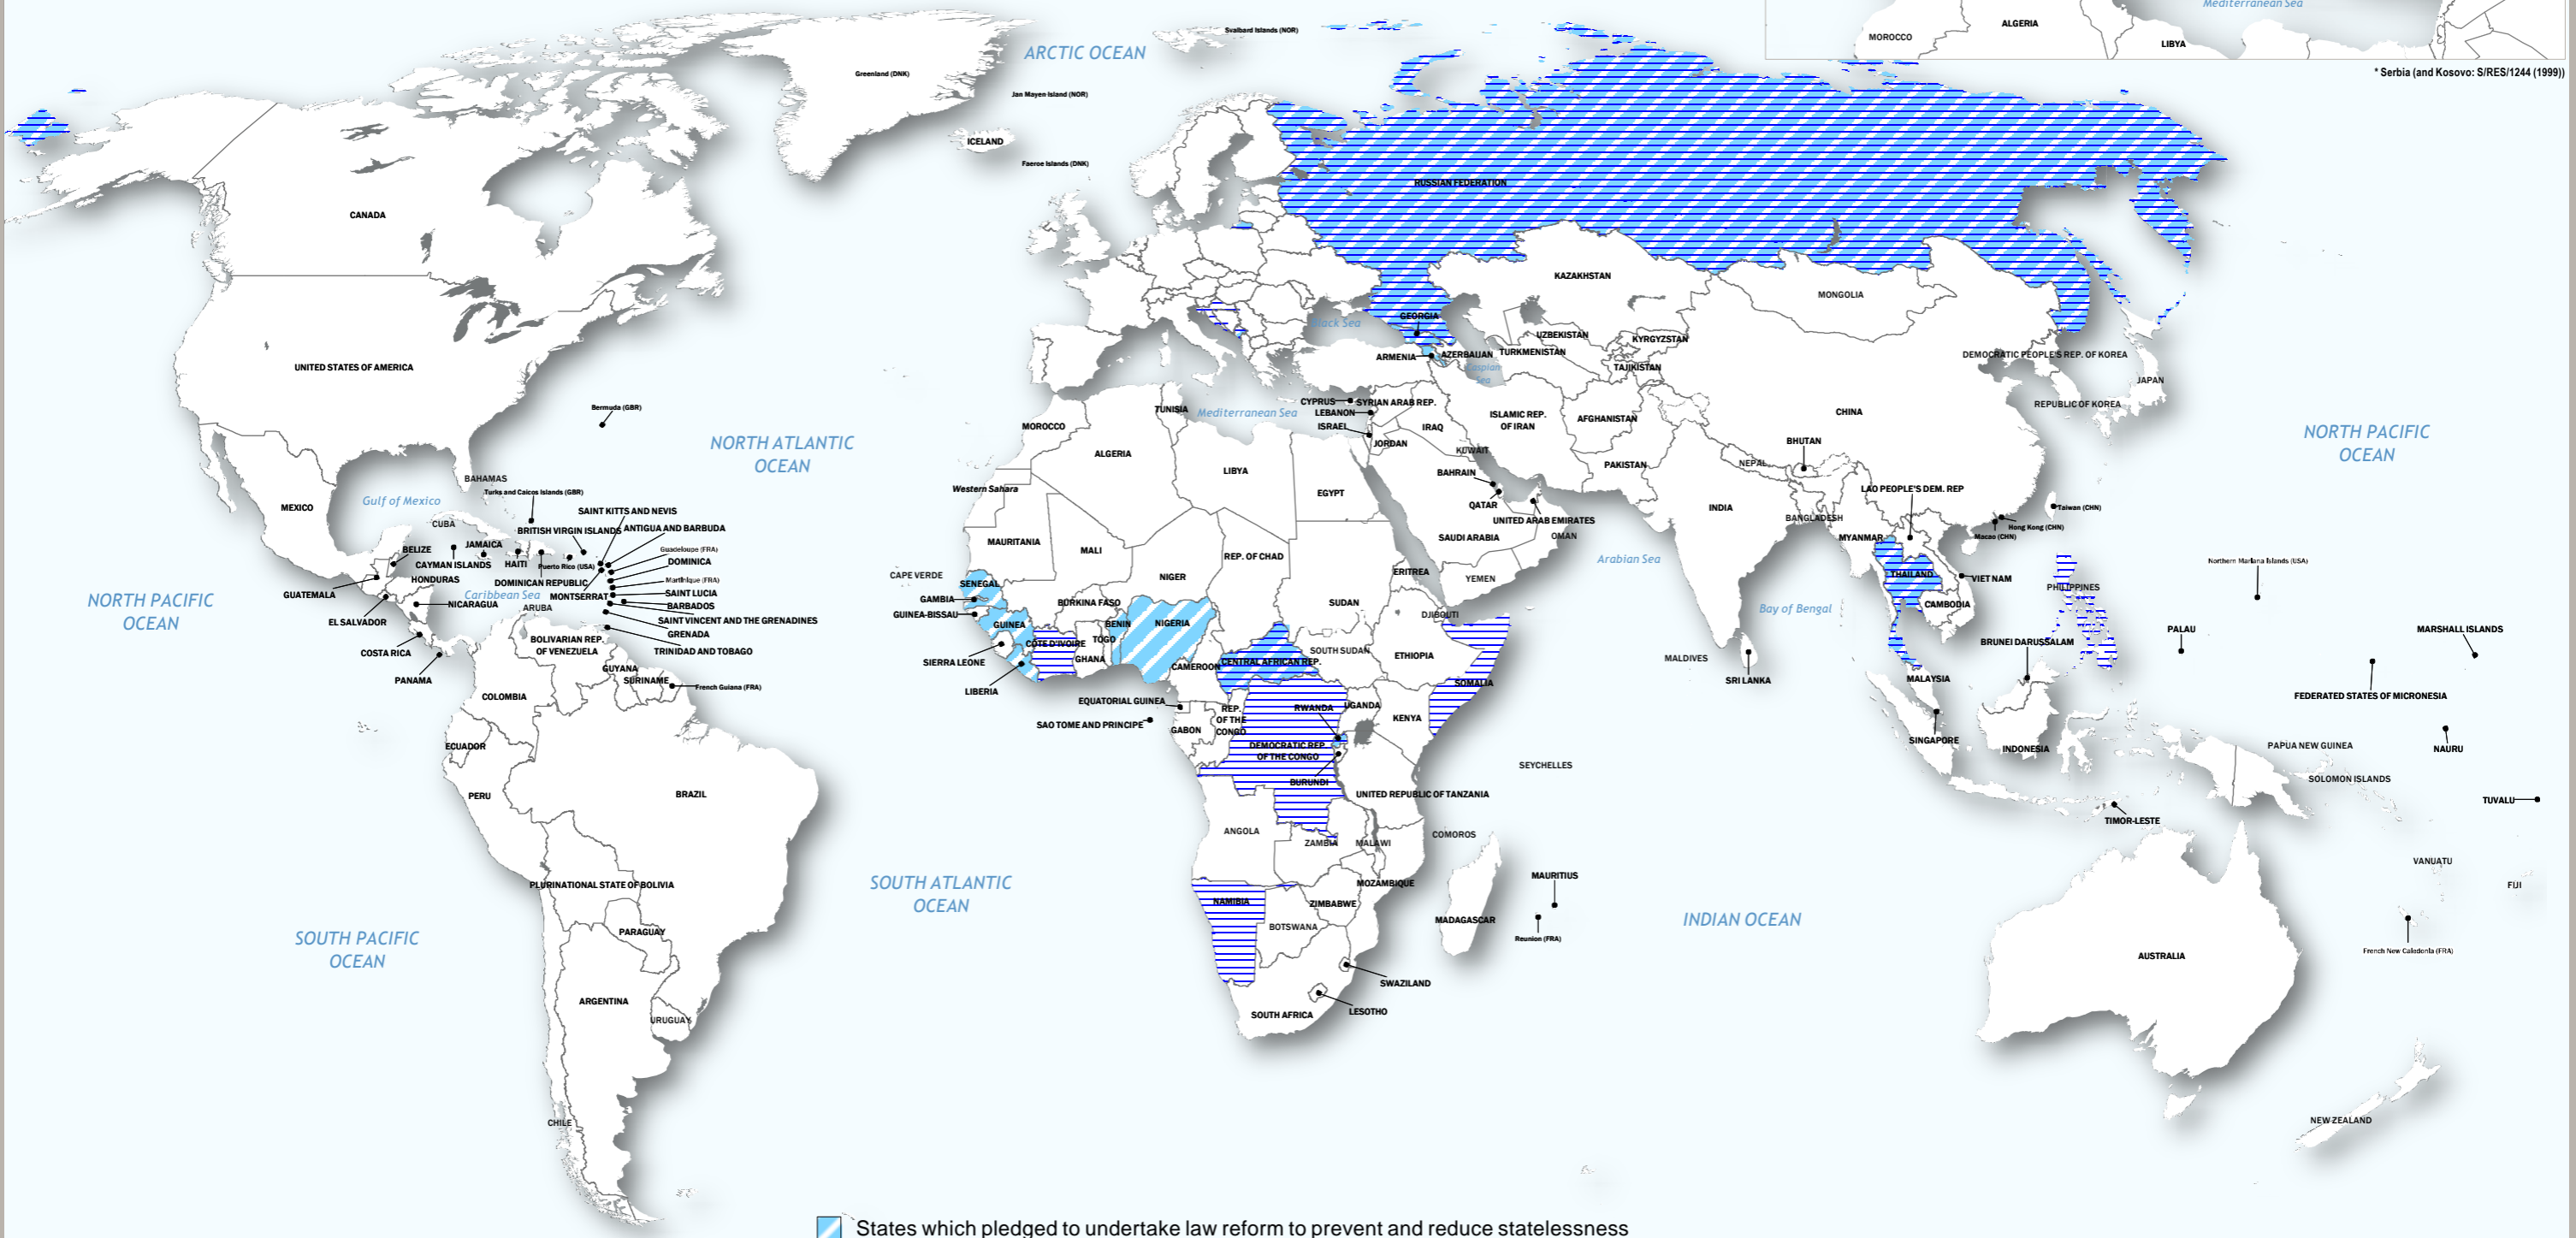 Mediterranean Sea
ALGERIA
MOROCCO
LIBYA
* Serbia (and Kosovo: S/RES/1244 (1999))
Svalbard Islands (NOR)
ARCTIC OCEAN
Greenland (DNK)
Jan Mayen Island (NOR)
ICELAND
Faeroe Islands (DNK)
RUSSIAN FEDERATION
CANADA
KAZAKHSTAN
MONGOLIA
GEORGIA
Black Sea
UZBEKISTAN
KYRGYZSTAN
ARMENIA
AZERBAIJAN
TURKMENISTAN
TAJIKISTAN
Caspian
Sea
DEMOCRATIC PEOPLE'S REP. OF KOREA
JAPAN
REPUBLIC OF KOREA
UNITED STATES OF AMERICA
Bermuda (GBR)
NORTH ATLANTIC
OCEAN
TUNISIA
Mediterranean Sea
CYPRUS
SYRIAN ARAB REP.
LEBANON
ISRAEL
JORDAN
IRAQ
ISLAMIC REP.
OF IRAN
AFGHANISTAN
CHINA
MOROCCO
ALGERIA
LIBYA
EGYPT
KUWAIT
BAHRAIN
QATAR
PAKISTAN
NEPAL
BHUTAN
NORTH PACIFIC
OCEAN
Western Sahara
BAHAMAS
Turks and Caicos Islands (GBR)
Gulf of Mexico
MEXICO
CUBA
SAINT KITTS AND NEVIS
BRITISH VIRGIN ISLANDS
ANTIGUA AND BARBUDA
JAMAICA
BELIZE
CAYMAN ISLANDS
HAITI
Puerto Rico (USA)
Guadeloupe (FRA)
DOMINICA
HONDURAS
DOMINICAN REPUBLIC
Martinique (FRA)
GUATEMALA
Caribbean Sea
MONTSERRAT
SAINT LUCIA
NICARAGUA
ARUBA
BARBADOS
EL SALVADOR
SAINT VINCENT AND THE GRENADINES
GRENADA
COSTA RICA
BOLIVARIAN REP.
OF VENEZUELA
TRINIDAD AND TOBAGO
PANAMA
GUYANA
SURINAME
French Guiana (FRA)
COLOMBIA
NORTH PACIFIC
OCEAN
ECUADOR
PERU
BRAZIL
PLURINATIONAL STATE OF BOLIVIA
PARAGUAY
SOUTH PACIFIC
OCEAN
ARGENTINA
URUGUAY
CHILE
SOUTH ATLANTIC
OCEAN
CAPE VERDE
MAURITANIA
MALI
NIGER
REP. OF CHAD
SUDAN
ERITREA
SAUDI ARABIA
UNITED ARAB EMIRATES
OMAN
YEMEN
Arabian Sea
INDIA
BANGLADESH
MYANMAR
LAO PEOPLE'S DEM. REP
Taiwan (CHN)
Hong Kong (CHN)
Macao (CHN)
SENEGAL
GAMBIA
GUINEA-BISSAU
GUINEA
BURKINA FASO
BENIN
NIGERIA
CÔTE D'IVOIRE
TOGO
GHANA
SIERRA LEONE
LIBERIA
CAMEROON
CENTRAL AFRICAN REP.
SOUTH SUDAN
DJIBOUTI
ETHIOPIA
SOMALIA
EQUATORIAL GUINEA
SAO TOME AND PRINCIPE
GABON
REP.
OF THE
CONGO
RWANDA
UGANDA
KENYA
DEMOCRATIC REP.
OF THE CONGO
BURUNDI
UNITED REPUBLIC OF TANZANIA
SEYCHELLES
ANGOLA
ZAMBIA
MALAWI
COMOROS
MOZAMBIQUE
NAMIBIA
ZIMBABWE
BOTSWANA
MADAGASCAR
MAURITIUS
Reunion (FRA)
SWAZILAND
LESOTHO
SOUTH AFRICA
INDIAN OCEAN
MALDIVES
SRI LANKA
Bay of Bengal
THAILAND
VIET NAM
CAMBODIA
PHILIPPINES
Northern Mariana Islands (USA)
BRUNEI DARUSSALAM
MALAYSIA
SINGAPORE
INDONESIA
PALAU
MARSHALL ISLANDS
FEDERATED STATES OF MICRONESIA
PAPUA NEW GUINEA
NAURU
SOLOMON ISLANDS
TUVALU
TIMOR-LESTE
VANUATU
FIJI
French New Caledonia (FRA)
AUSTRALIA
NEW ZEALAND
States which pledged to undertake law reform to prevent and reduce statelessness